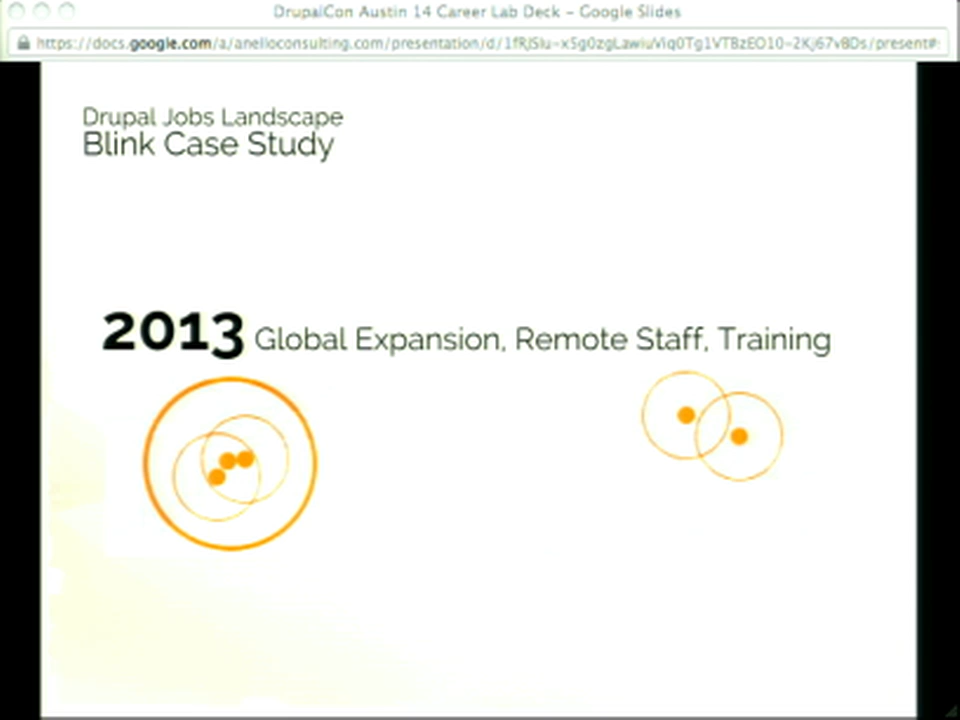 DrupalCon Austin 14 Career Lab Deck – Google Slides
Drupal Jobs Landscape
Blink Case Study
2013 Global Expansion, Remote Staff, Training